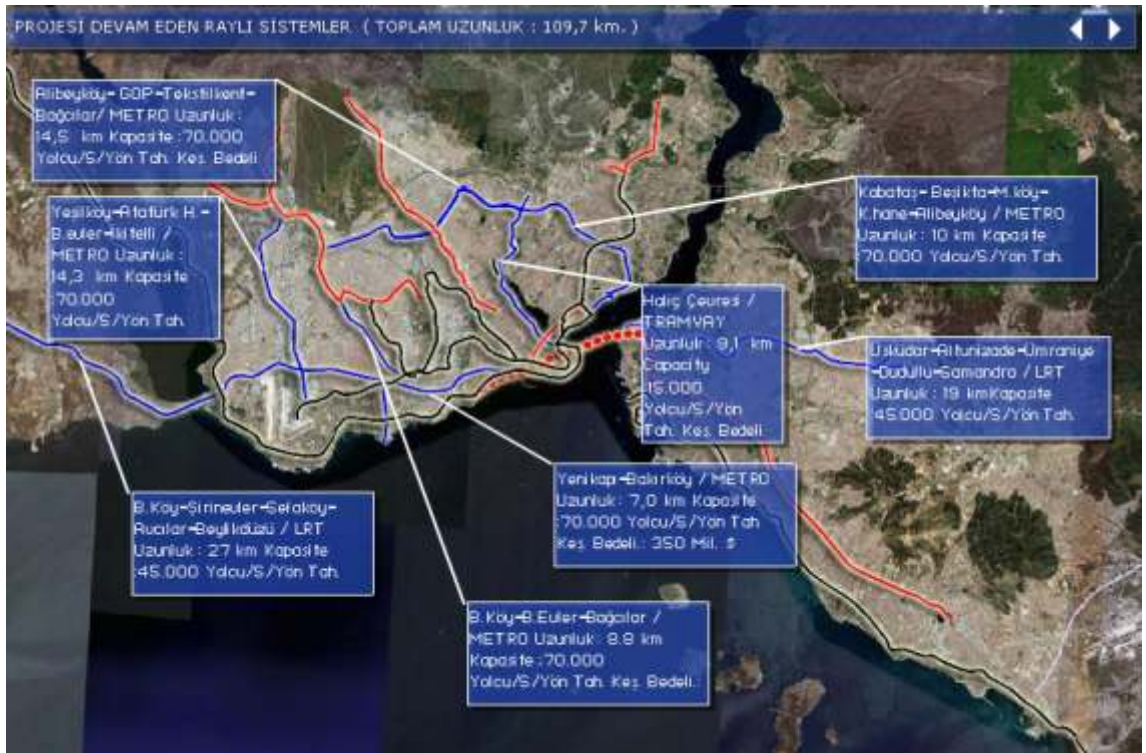 PROJESİ DEVAM EDEN RAYLI SİSTEMLER ( TOPLAM UZUNLUK : 109,7 km. )
Alibeyköy- GOP-Tekstilkent-
Bağcılar/ METRO Uzunluk :
14,5 km Kapasite :70.000
Yolcu/S/Yön Tah. Keş. Bedeli
Yeşilköy-Atatürk H.-
B.evler-İkitelli /
METRO Uzunluk :
14,3 km Kapasite
:70.000
Yolcu/S/Yön Tah.
Kabataş- Beşikta-M.köy-
K.hane-Alibeyköy / METRO
Uzunluk : 10 km Kapasite
:70.000 Yolcu/S/Yön Tah.
Haliç Çevresi /
TRAMVAY
Uzunluk : 9,1 km
Capacity
:15.000
Yolcu/S/Yön
Tah. Keş. Bedeli
Üsküdar-Altunizade-Ümraniye
-Dudullu-Samandra / LRT
Uzunluk : 19 kmKapasite
:45.000 Yolcu/S/Yön Tah.
Yenikapı-Bakırköy / METRO
Uzunluk : 7,0 km Kapasite
:70.000 Yolcu/S/Yön Tah.
Keş. Bedeli.: 350 Mil. $
B.Köy-Şirinevler-Sefaköy-
Avcılar-Beylikdüzü / LRT
Uzunluk : 27 km Kapasite
:45.000 Yolcu/S/Yön Tah.
B.Köy-B.Evler-Bağcılar /
METRO Uzunluk: 8.8 km
Kapasite :70.000
Yolcu/S/Yön Tah. Keş. Bedeli.